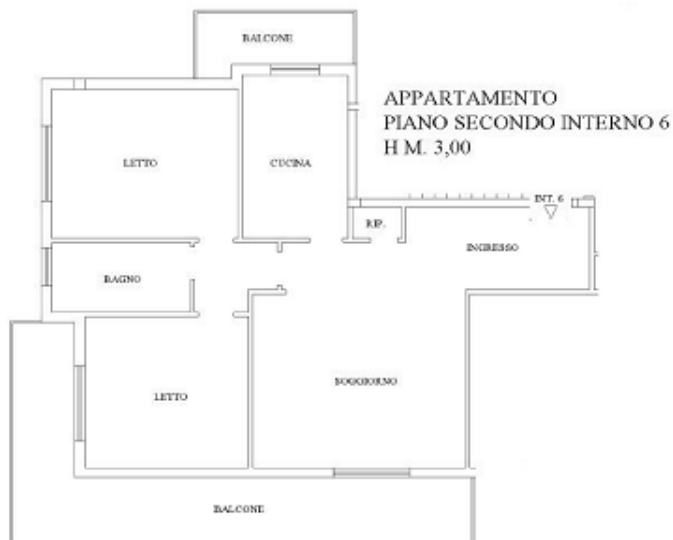 BALCONE
APPARTAMENTO
PIANO SECONDO INTERNO 6
H M. 3,00
LETTO
CUCINA
INT. 6
RIP.
INGRESSO
BAGNO
SOGGIORNO
LETTO
BALCONE